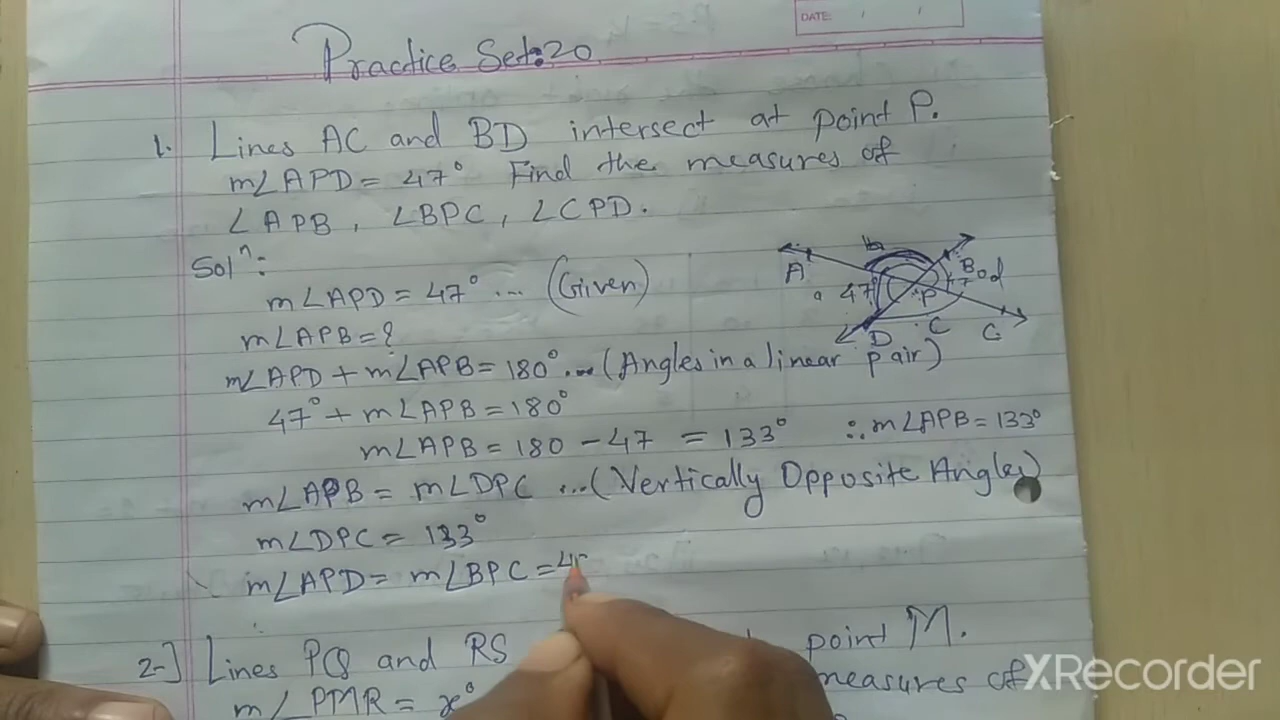 DATE: / /
Practice Set:20
1. Lines AC and BD intersect at point P.
m∠APD = 47° Find the measures of
∠APB, ∠BPC, ∠CPD.
Solⁿ:
A
B
47°
P
D
C
C
m∠APD = 47° ... (Given)
m∠APB = ?
m∠APD + m∠APB = 180° ... (Angles in a linear pair)
47° + m∠APB = 180°
m∠APB = 180 - 47 = 133° ∴ m∠APB = 133°
m∠APB = m∠DPC ... (Vertically Opposite Angles)
m∠DPC = 133°
m∠APD = m∠BPC =
2-] Lines PQ and RS point M.
m∠PMR = x° measures of
XRecorder